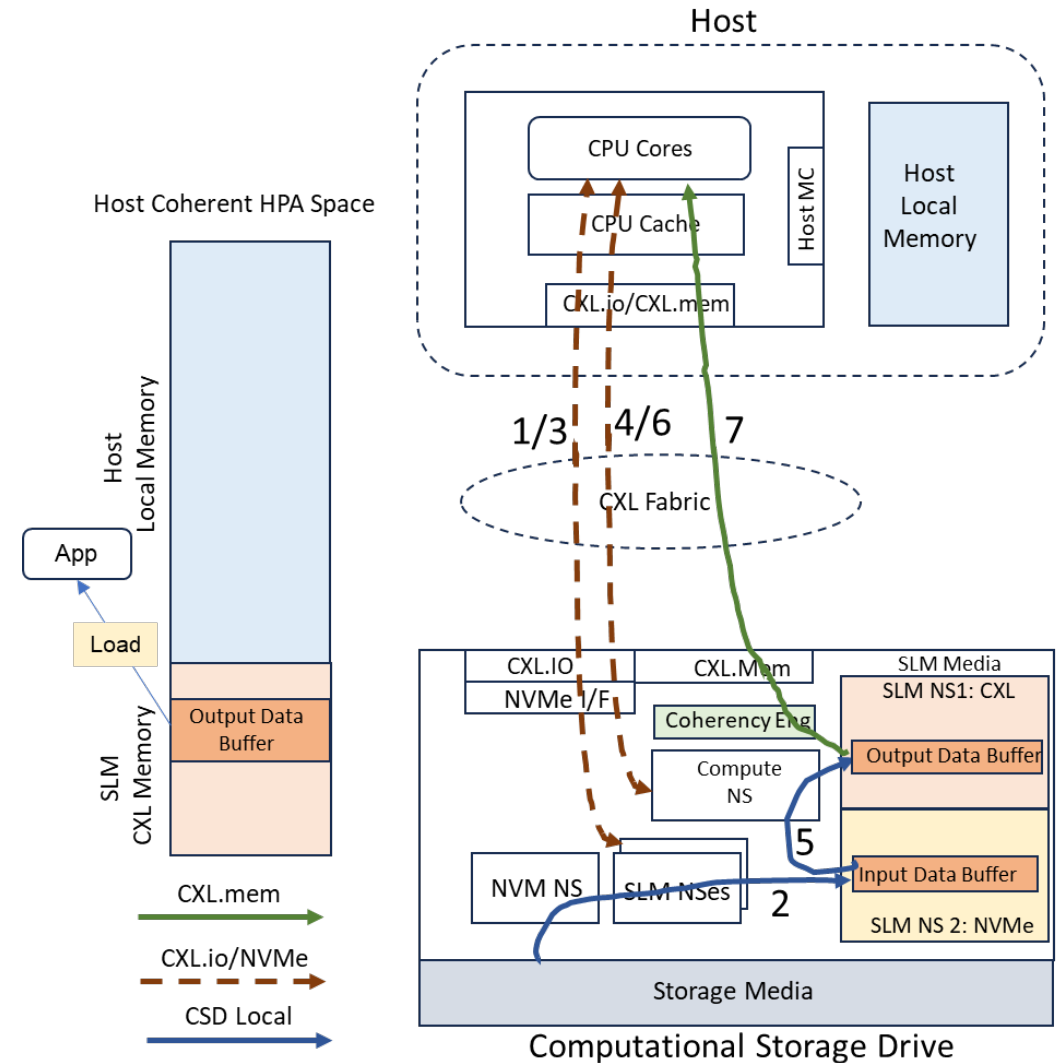 Host
CPU Cores
CPU Cache
Host MC
Host
Local
Memory
CXL.io/CXL.mem
Host Coherent HPA Space
Host
Local Memory
App
Load
Output Data
Buffer
SLM
CXL Memory
1/3
4/6
7
CXL Fabric
CXL.IO
NVMe I/F
CXL.Mem
SLM Media
SLM NS1: CXL
Coherency Eng
Output Data Buffer
Compute
NS
5
NVM NS
SLM NSes
2
Input Data Buffer
SLM NS 2: NVMe
Storage Media
Computational Storage Drive
CXL.mem
CXL.io/NVMe
CSD Local